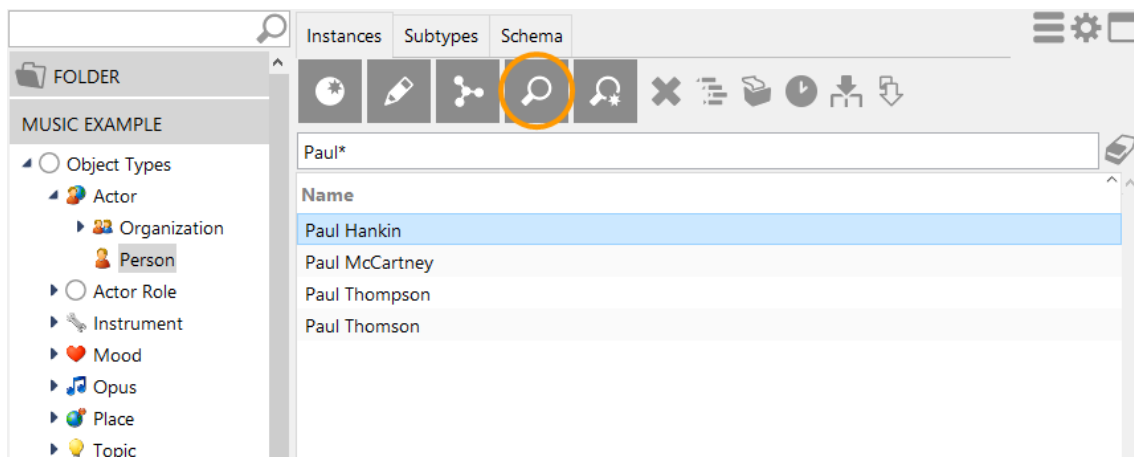 FOLDER
MUSIC EXAMPLE
Object Types
Actor
Organization
Person
Actor Role
Instrument
Mood
Opus
Place
Topic
Instances Subtypes Schema
Paul*
Name
Paul Hankin
Paul McCartney
Paul Thompson
Paul Thomson